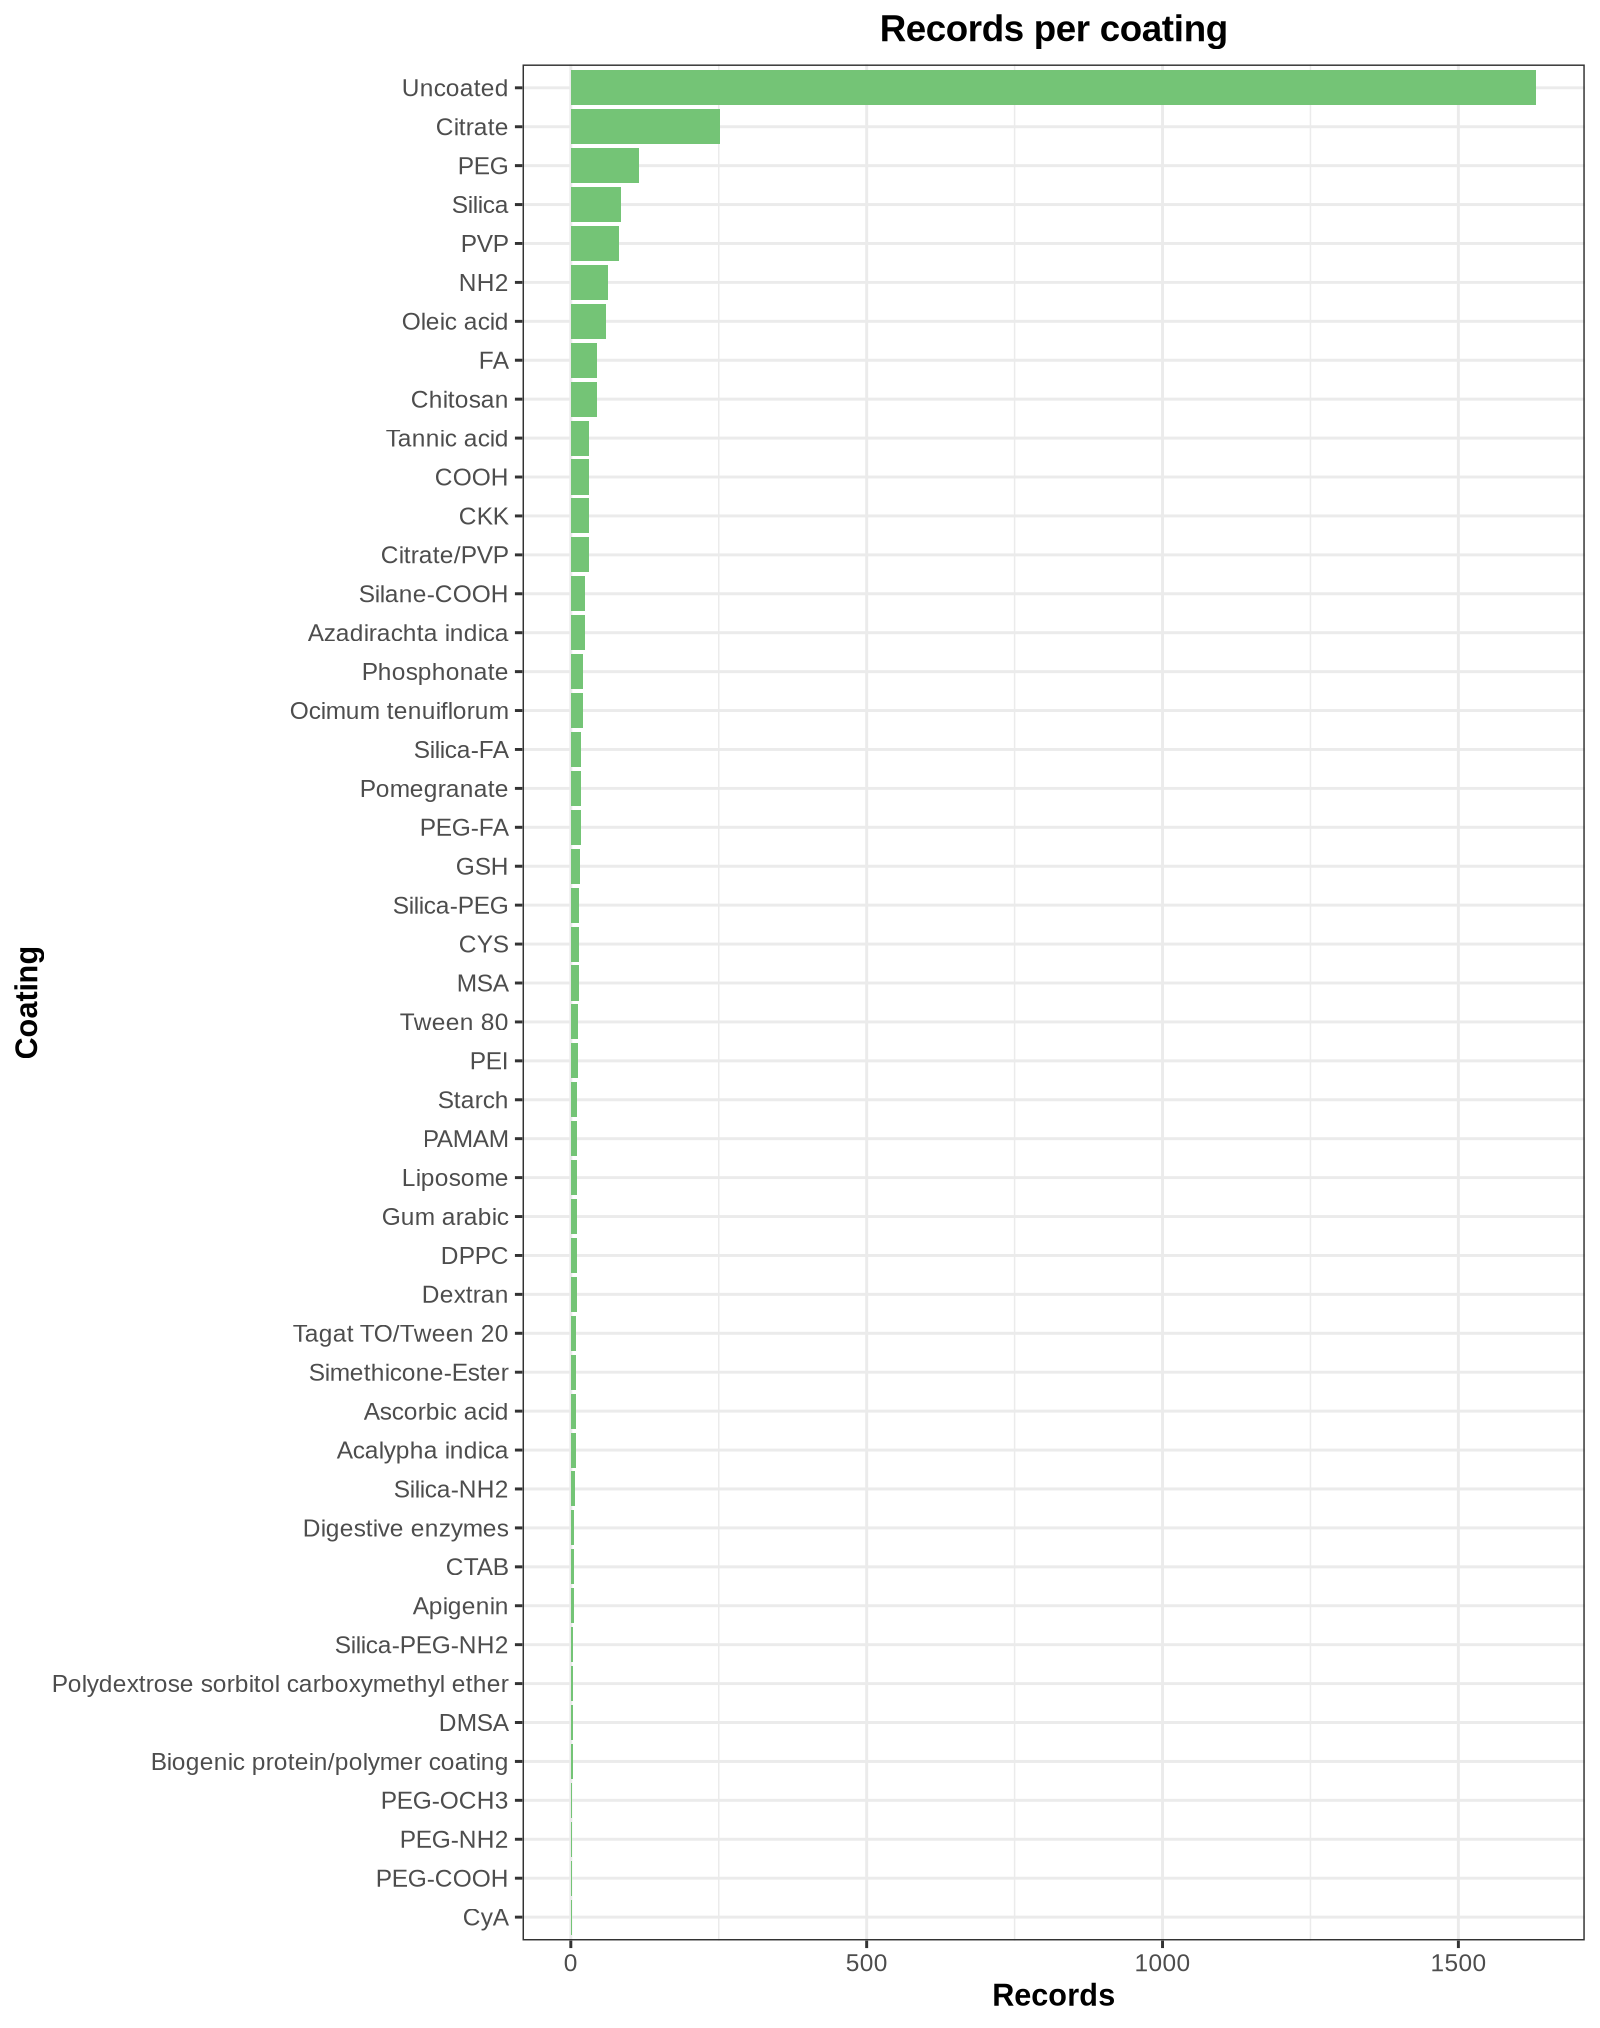 Records per coating
Uncoated
Citrate
PEG
Silica
PVP
NH2
Oleic acid
FA
Chitosan
Tannic acid
COOH
CKK
Citrate/PVP
Silane-COOH
Azadirachta indica
Phosphonate
Ocimum tenuiflorum
Silica-FA
Pomegranate
PEG-FA
GSH
Silica-PEG
CYS
MSA
Tween 80
PEI
Starch
PAMAM
Liposome
Gum arabic
DPPC
Dextran
Tagat TO/Tween 20
Simethicone-Ester
Ascorbic acid
Acalypha indica
Silica-NH2
Digestive enzymes
CTAB
Apigenin
Silica-PEG-NH2
Polydextrose sorbitol carboxymethyl ether
DMSA
Biogenic protein/polymer coating
PEG-OCH3
PEG-NH2
PEG-COOH
CyA
Coating
0 500 1000 1500
Records